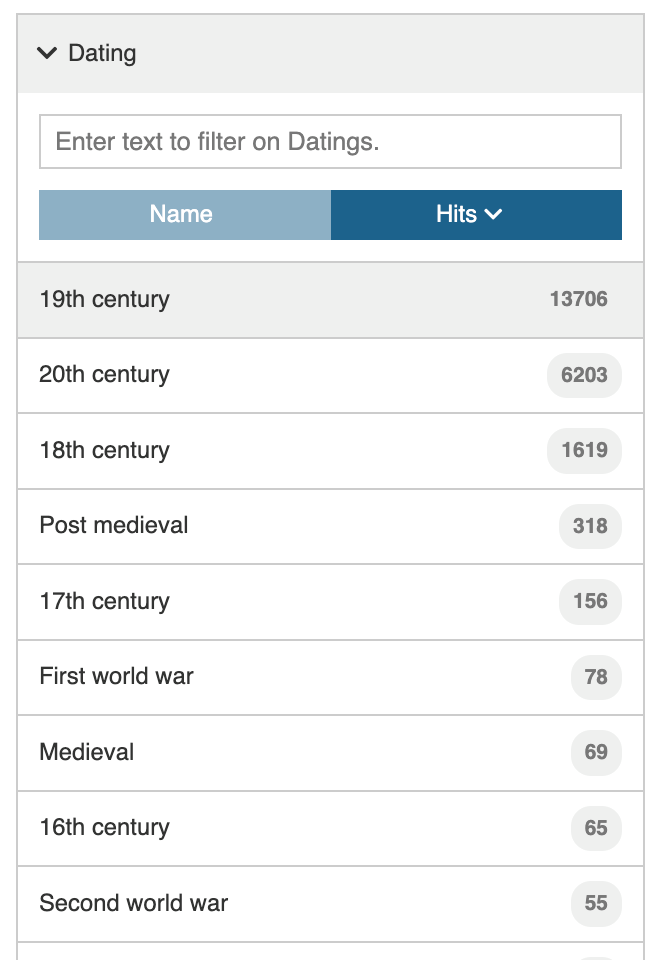 Dating
Enter text to filter on Datings.
Name Hits
19th century 13706
20th century 6203
18th century 1619
Post medieval 318
17th century 156
First world war 78
Medieval 69
16th century 65
Second world war 55